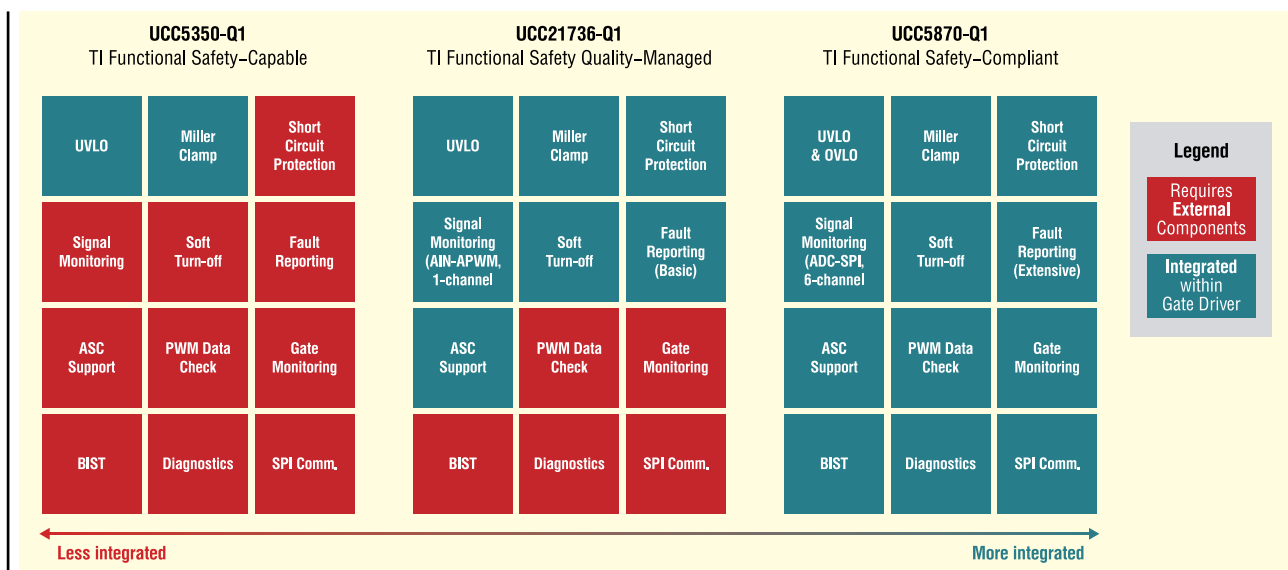 UCC5350-Q1
TI Functional Safety–Capable
UVLO
Miller
Clamp
Short
Circuit
Protection
Signal
Monitoring
Soft
Turn-off
Fault
Reporting
ASC
Support
PWM Data
Check
Gate
Monitoring
BIST
Diagnostics
SPI Comm.
UCC21736-Q1
TI Functional Safety Quality–Managed
UVLO
Miller
Clamp
Short
Circuit
Protection
Signal
Monitoring
(AIN-APWM,
1-channel
Soft
Turn-off
Fault
Reporting
(Basic)
ASC
Support
PWM Data
Check
Gate
Monitoring
BIST
Diagnostics
SPI Comm.
UCC5870-Q1
TI Functional Safety–Compliant
UVLO
& OVLO
Miller
Clamp
Short
Circuit
Protection
Signal
Monitoring
(ADC-SPI,
6-channel
Soft
Turn-off
Fault
Reporting
(Extensive)
ASC
Support
PWM Data
Check
Gate
Monitoring
BIST
Diagnostics
SPI Comm.
Less integrated
More integrated
Legend
Requires
External
Components
Integrated
within
Gate Driver